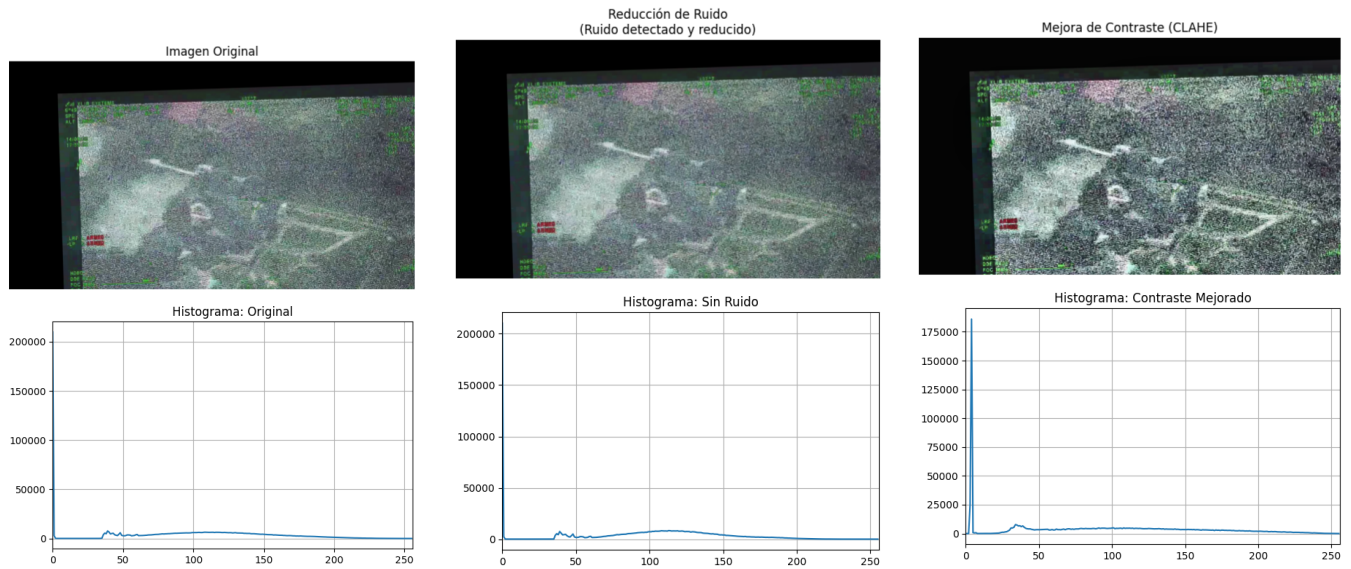 Imagen Original
Reducción de Ruido
(Ruido detectado y reducido)
Mejora de Contraste (CLAHE)
Histograma: Original
200000
150000
100000
50000
0
0 50 100 150 200 250
Histograma: Sin Ruido
200000
150000
100000
50000
0
0 50 100 150 200 250
Histograma: Contraste Mejorado
175000
150000
125000
100000
75000
50000
25000
0
0 50 100 150 200 250